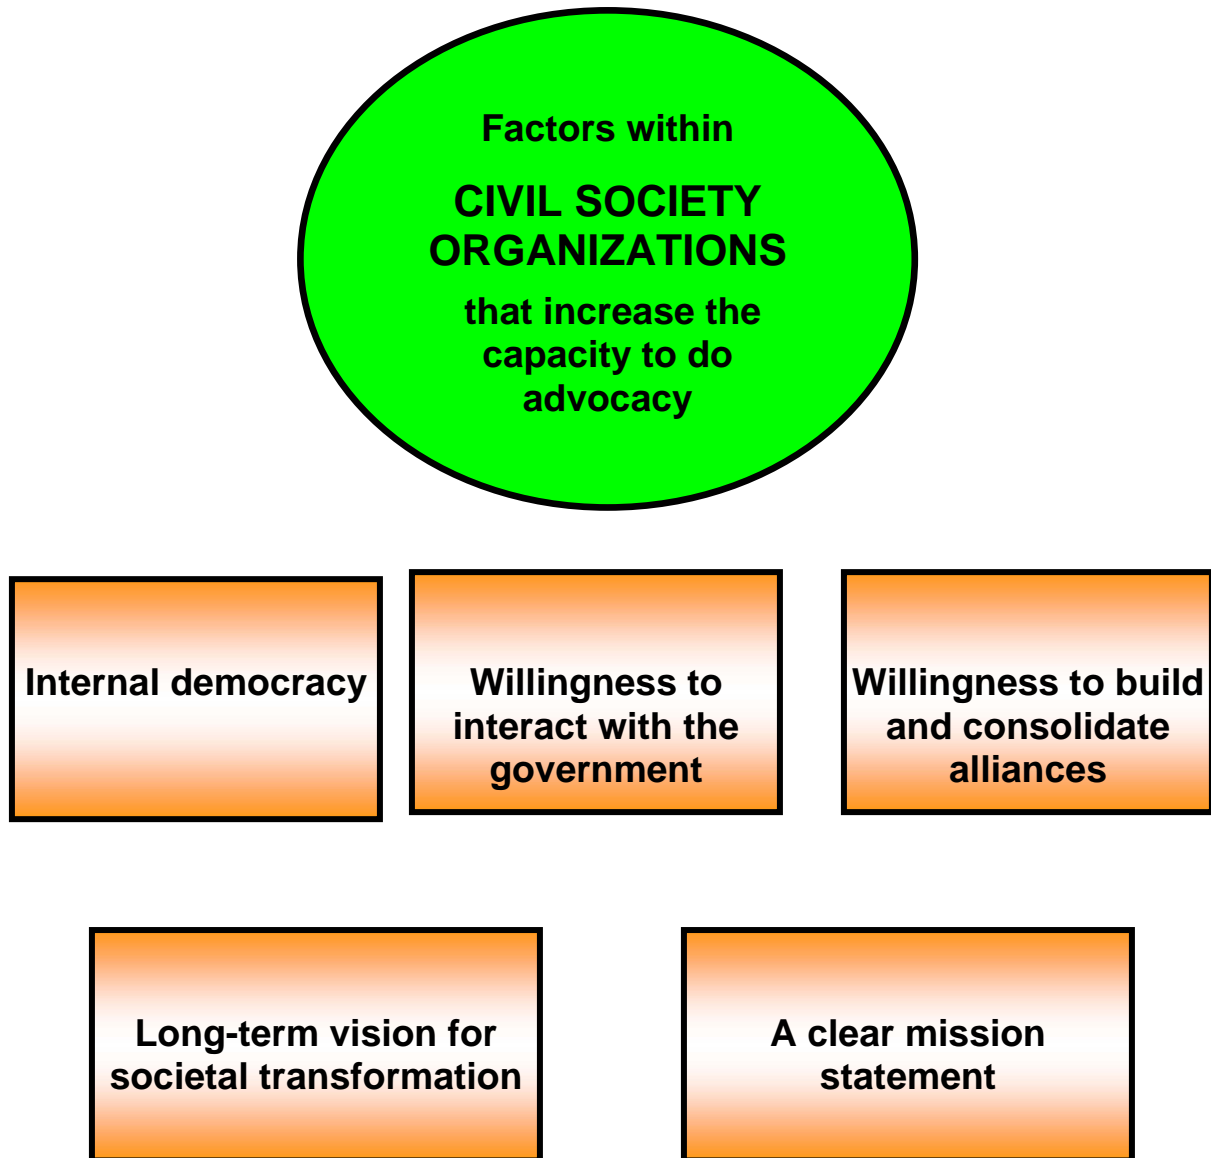 Factors within
CIVIL SOCIETY
ORGANIZATIONS
that increase the
capacity to do
advocacy
Internal democracy
Willingness to
interact with the
government
Willingness to build
and consolidate
alliances
Long-term vision for
societal transformation
A clear mission
statement